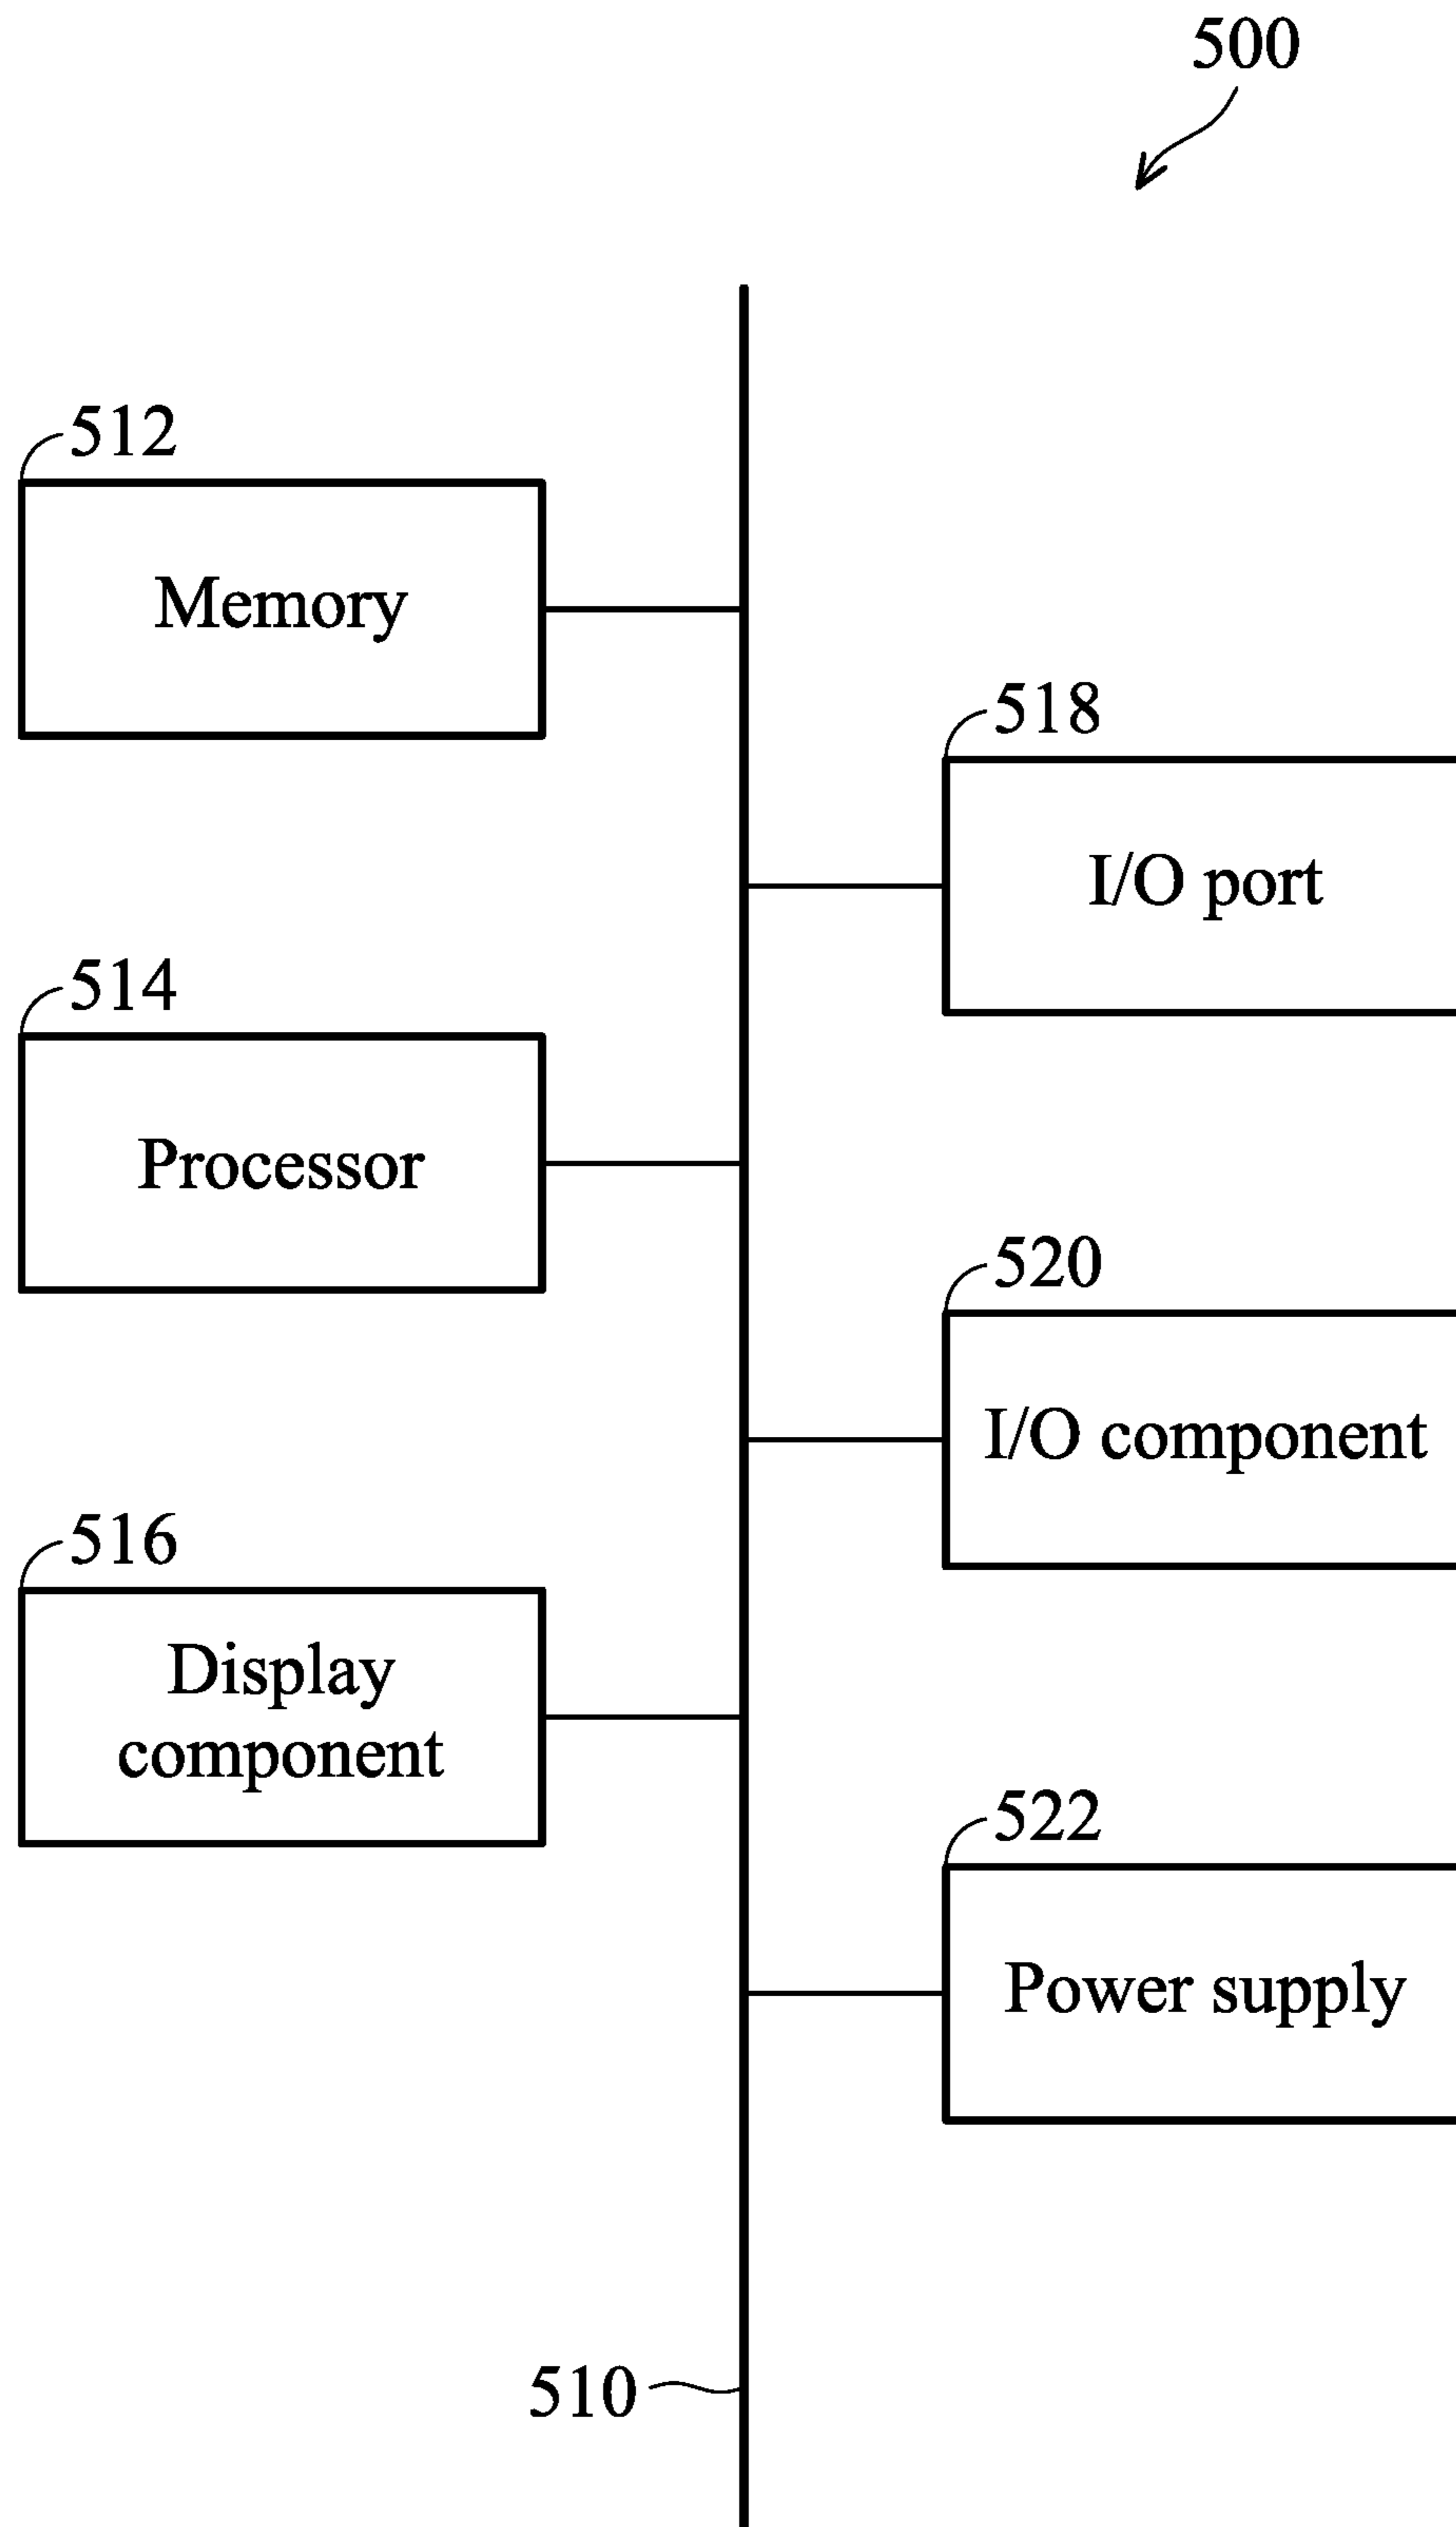 500
512
Memory
518
I/O port
514
Processor
520
I/O component
516
Display
component
522
Power supply
510